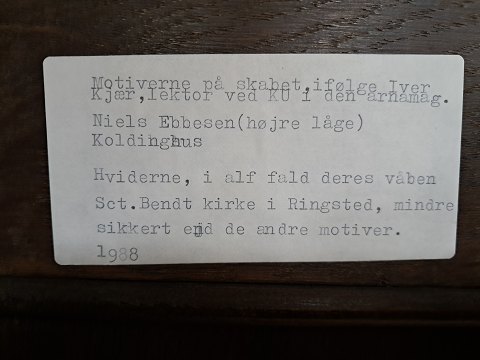 Motiverne på skabet,ifølge Iver
Kjær,lektor ved KU i den arnamag.
Niels Ebbesen(højre låge)
Koldinghus
Hviderne, i alf fald deres våben
Sct.Bendt kirke i Ringsted, mindre
sikkert end de andre motiver.
1988